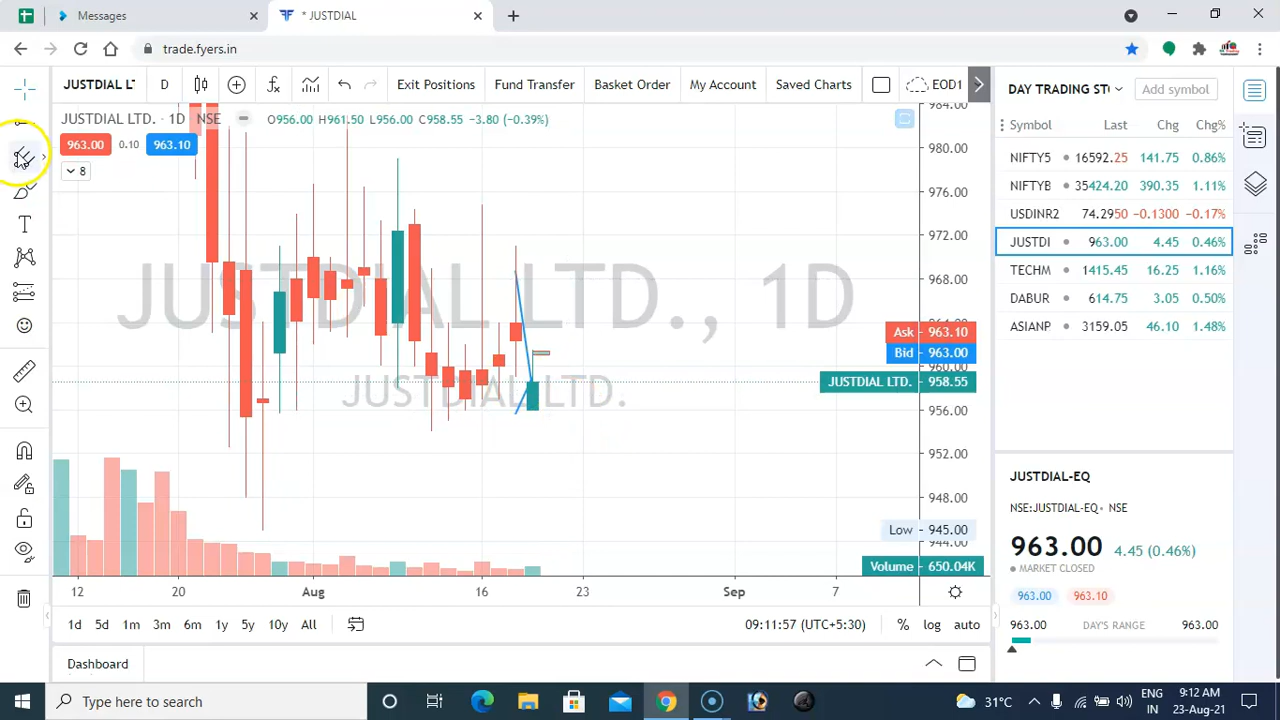 Messages
* JUSTDIAL
trade.fyers.in
JUSTDIAL LT
D
Exit Positions
Fund Transfer
Basket Order
My Account
Saved Charts
EOD1
JUSTDIAL LTD. · 1D NSE
O956.00 H961.50 L956.00 C958.55 −3.80 (−0.39%)
963.00
0.10
963.10
8
JUSTDIAL LTD., 1D
JUSTDIAL LTD.
984.00
980.00
976.00
972.00
968.00
Ask 963.10
Bid 963.00
960.00
JUSTDIAL LTD. 958.55
956.00
952.00
948.00
Low 945.00
944.00
Volume 650.04K
12
20
Aug
16
23
Sep
7
1d
5d
1m
3m
6m
1y
5y
10y
All
09:11:57 (UTC+5:30)
%
log
auto
Dashboard
DAY TRADING ST
Add symbol
Symbol Last Chg Chg%
NIFTY5 16592.25 141.75 0.86%
NIFTYB 35424.20 390.35 1.11%
USDINR2 74.2950 −0.1300 −0.17%
JUSTDI 963.00 4.45 0.46%
TECHM 1415.45 16.25 1.16%
DABUR 614.75 3.05 0.50%
ASIANP 3159.05 46.10 1.48%
JUSTDIAL-EQ
NSE:JUSTDIAL-EQ • NSE
963.00 4.45 (0.46%)
MARKET CLOSED
963.00
963.10
963.00 DAY'S RANGE 963.00
Type here to search
31°C
ENG
IN
9:12 AM
23-Aug-21